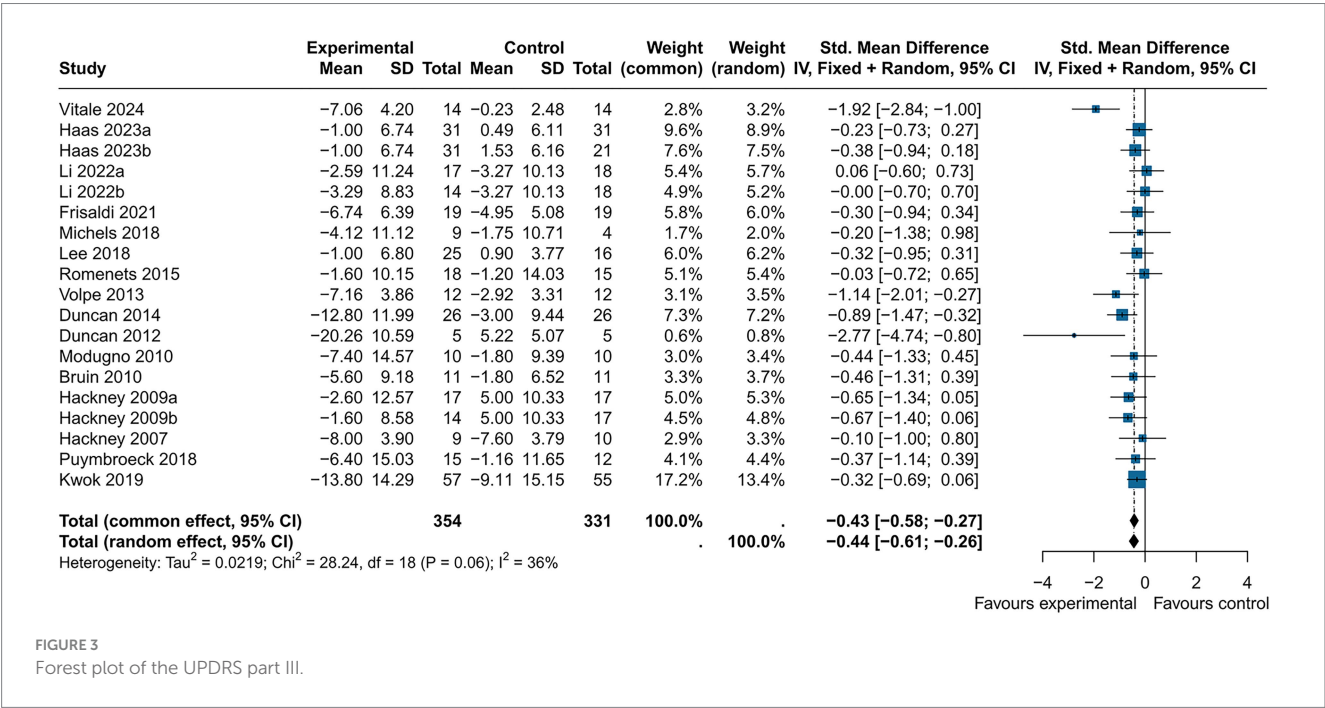 Experimental Control Weight Weight Std. Mean Difference Std. Mean Difference
Study Mean SD Total Mean SD Total (common) (random) IV, Fixed + Random, 95% CI IV, Fixed + Random, 95% CI
Vitale 2024 −7.06 4.20 14 −0.23 2.48 14 2.8% 3.2% −1.92 [−2.84; −1.00]
Haas 2023a −1.00 6.74 31 0.49 6.11 31 9.6% 8.9% −0.23 [−0.73; 0.27]
Haas 2023b −1.00 6.74 31 1.53 6.16 21 7.6% 7.5% −0.38 [−0.94; 0.18]
Li 2022a −2.59 11.24 17 −3.27 10.13 18 5.4% 5.7% 0.06 [−0.60; 0.73]
Li 2022b −3.29 8.83 14 −3.27 10.13 18 4.9% 5.2% −0.00 [−0.70; 0.70]
Frisaldi 2021 −6.74 6.39 19 −4.95 5.08 19 5.8% 6.0% −0.30 [−0.94; 0.34]
Michels 2018 −4.12 11.12 9 −1.75 10.71 4 1.7% 2.0% −0.20 [−1.38; 0.98]
Lee 2018 −1.00 6.80 25 0.90 3.77 16 6.0% 6.2% −0.32 [−0.95; 0.31]
Romenets 2015 −1.60 10.15 18 −1.20 14.03 15 5.1% 5.4% −0.03 [−0.72; 0.65]
Volpe 2013 −7.16 3.86 12 −2.92 3.31 12 3.1% 3.5% −1.14 [−2.01; −0.27]
Duncan 2014 −12.80 11.99 26 −3.00 9.44 26 7.3% 7.2% −0.89 [−1.47; −0.32]
Duncan 2012 −20.26 10.59 5 5.22 5.07 5 0.6% 0.8% −2.77 [−4.74; −0.80]
Modugno 2010 −7.40 14.57 10 −1.80 9.39 10 3.0% 3.4% −0.44 [−1.33; 0.45]
Bruin 2010 −5.60 9.18 11 −1.80 6.52 11 3.3% 3.7% −0.46 [−1.31; 0.39]
Hackney 2009a −2.60 12.57 17 5.00 10.33 17 5.0% 5.3% −0.65 [−1.34; 0.05]
Hackney 2009b −1.60 8.58 14 5.00 10.33 17 4.5% 4.8% −0.67 [−1.40; 0.06]
Hackney 2007 −8.00 3.90 9 −7.60 3.79 10 2.9% 3.3% −0.10 [−1.00; 0.80]
Puymbroeck 2018 −6.40 15.03 15 −1.16 11.65 12 4.1% 4.4% −0.37 [−1.14; 0.39]
Kwok 2019 −13.80 14.29 57 −9.11 15.15 55 17.2% 13.4% −0.32 [−0.69; 0.06]
Total (common effect, 95% CI) 354 331 100.0% . −0.43 [−0.58; −0.27]
Total (random effect, 95% CI) . 100.0% −0.44 [−0.61; −0.26]
Heterogeneity: Tau² = 0.0219; Chi² = 28.24, df = 18 (P = 0.06); I² = 36%
−4 −2 0 2 4
Favours experimental Favours control
FIGURE 3
Forest plot of the UPDRS part III.